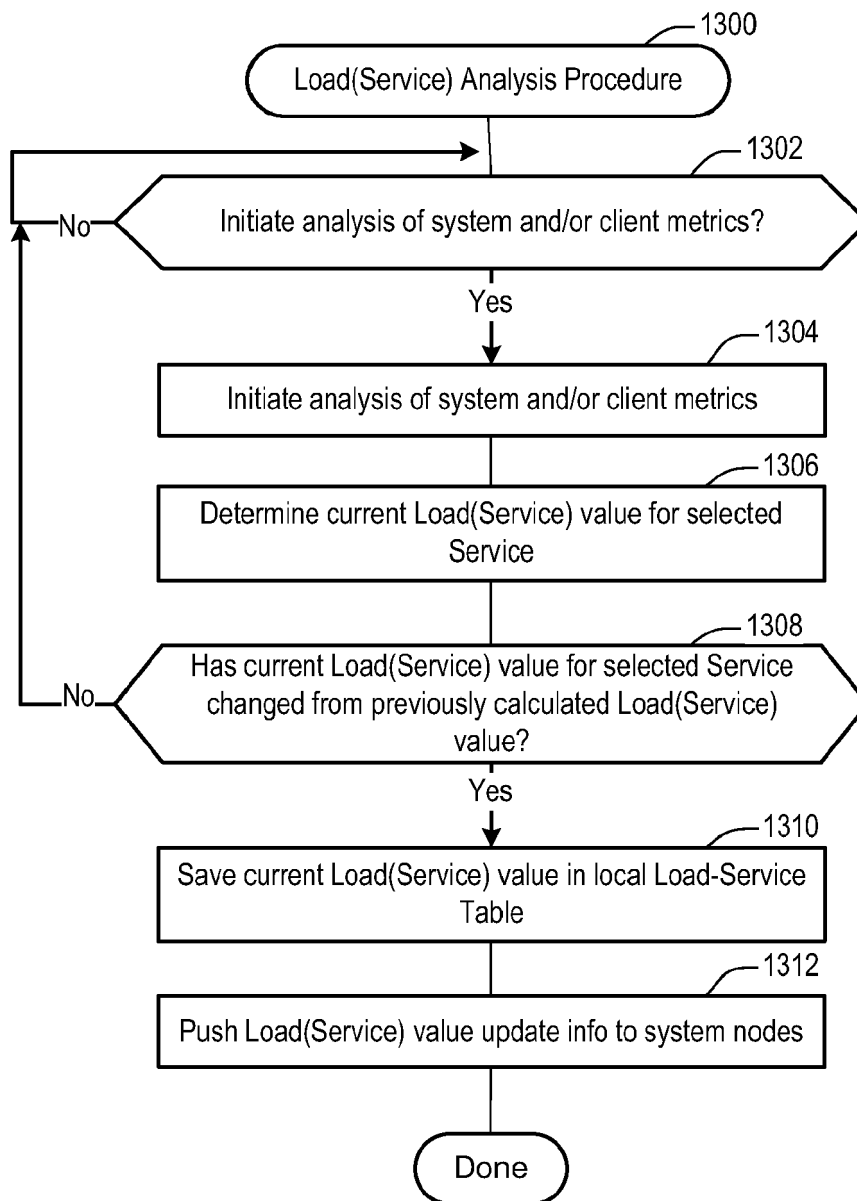 1300
Load(Service) Analysis Procedure
1302
Initiate analysis of system and/or client metrics?
No
Yes
1304
Initiate analysis of system and/or client metrics
1306
Determine current Load(Service) value for selected
Service
1308
Has current Load(Service) value for selected Service
changed from previously calculated Load(Service)
value?
No
Yes
1310
Save current Load(Service) value in local Load-Service
Table
1312
Push Load(Service) value update info to system nodes
Done